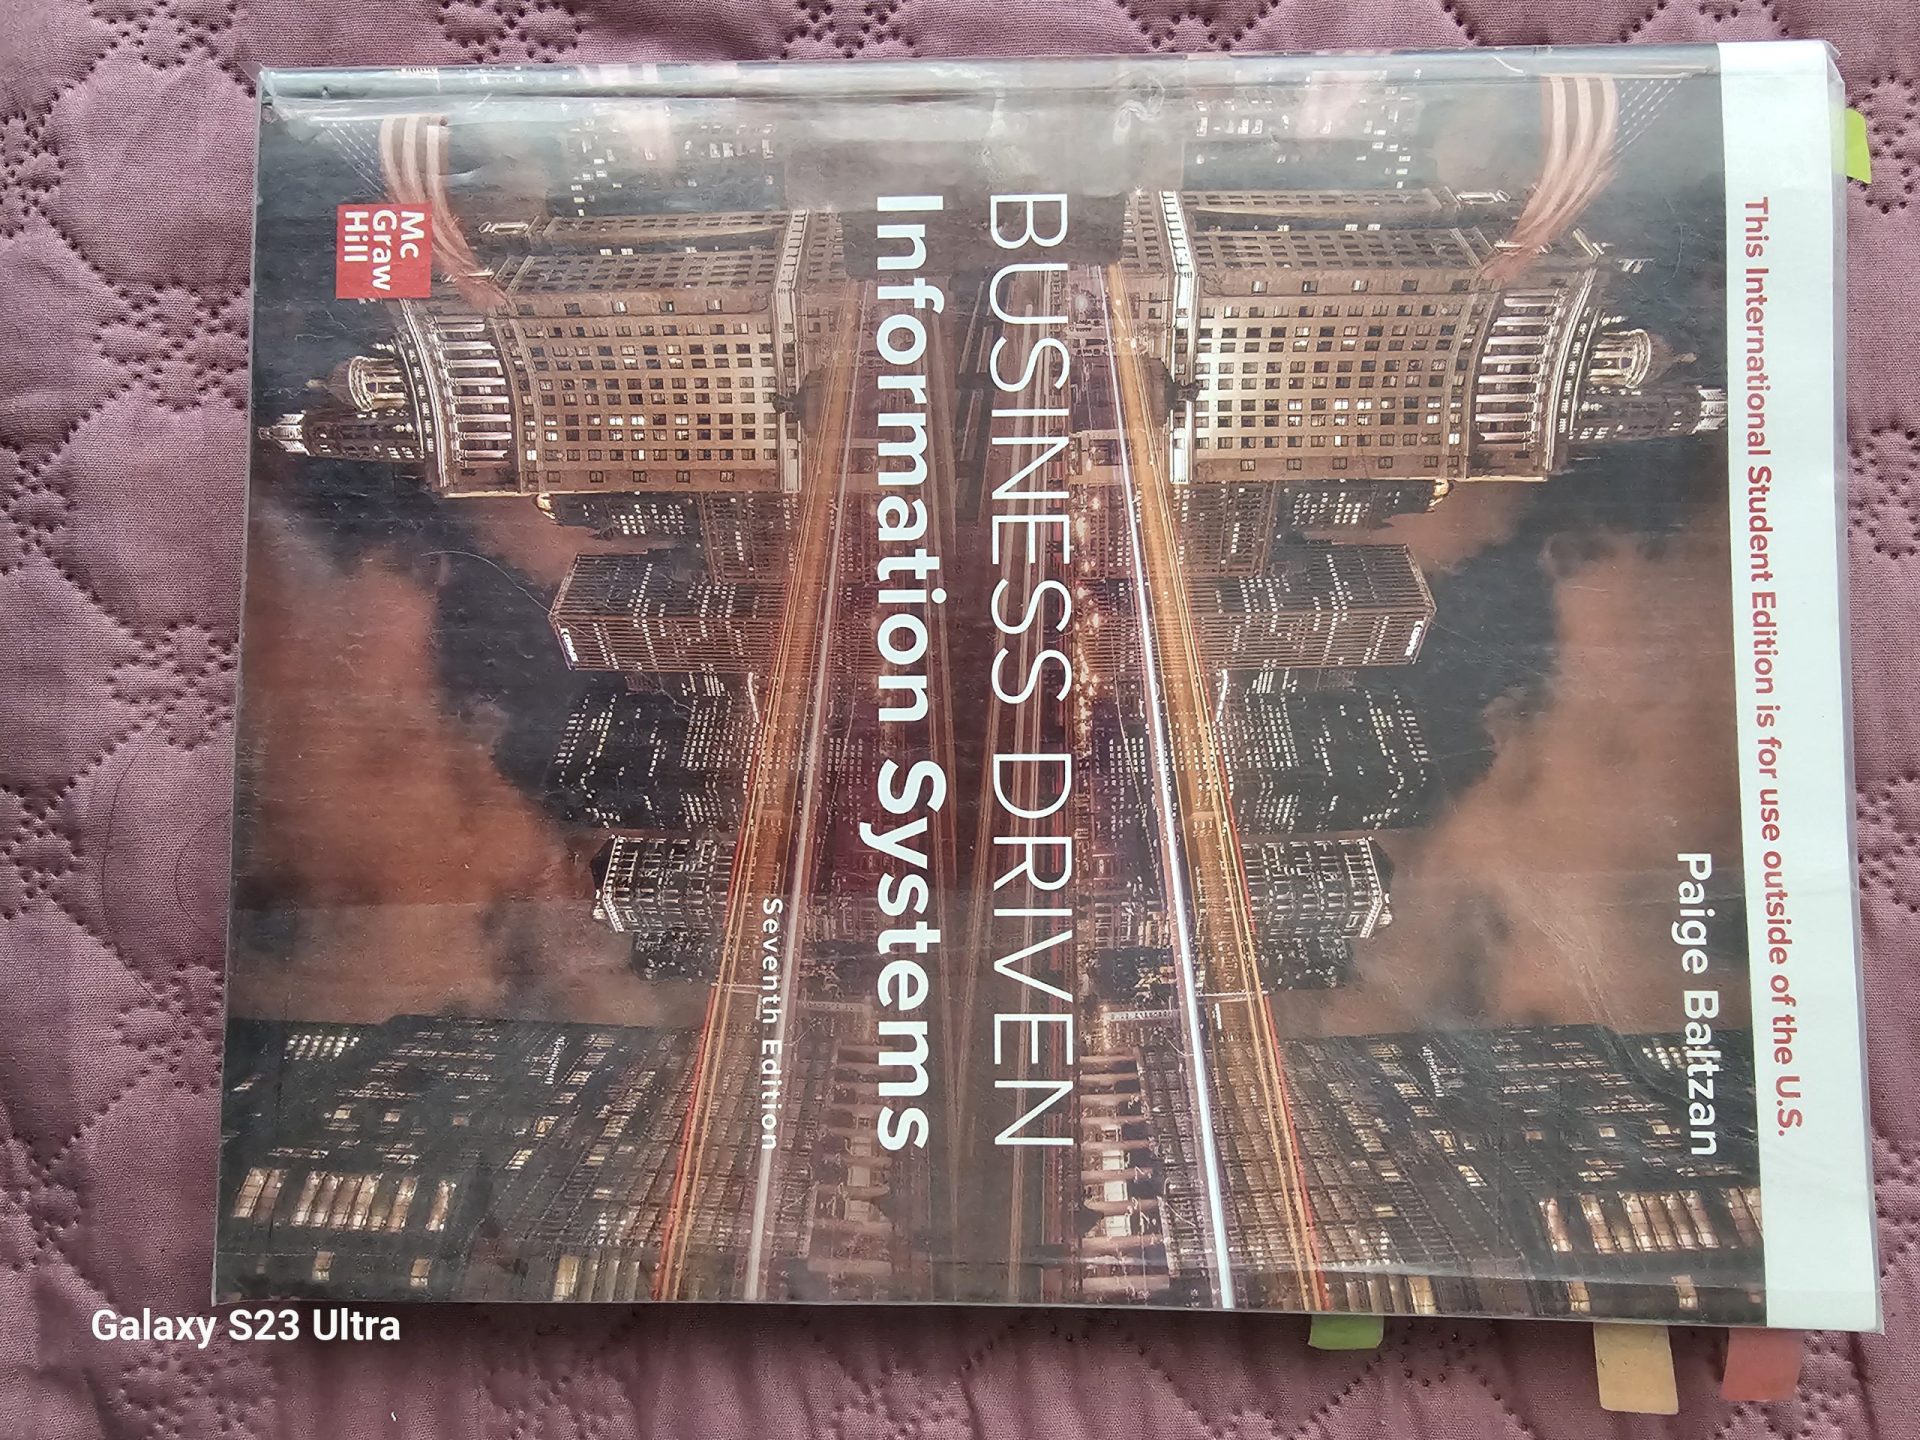 This International Student Edition is for use outside of the U.S.
Paige Baltzan
BUSINESS DRIVEN
Information Systems
Seventh Edition
Mc
Graw
Hill
Galaxy S23 Ultra